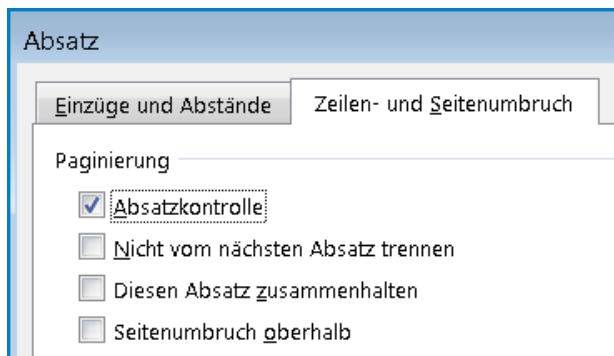 Absatz
Einzüge und Abstände
Zeilen- und Seitenumbruch
Paginierung
Absatzkontrolle
Nicht vom nächsten Absatz trennen
Diesen Absatz zusammenhalten
Seitenumbruch oberhalb